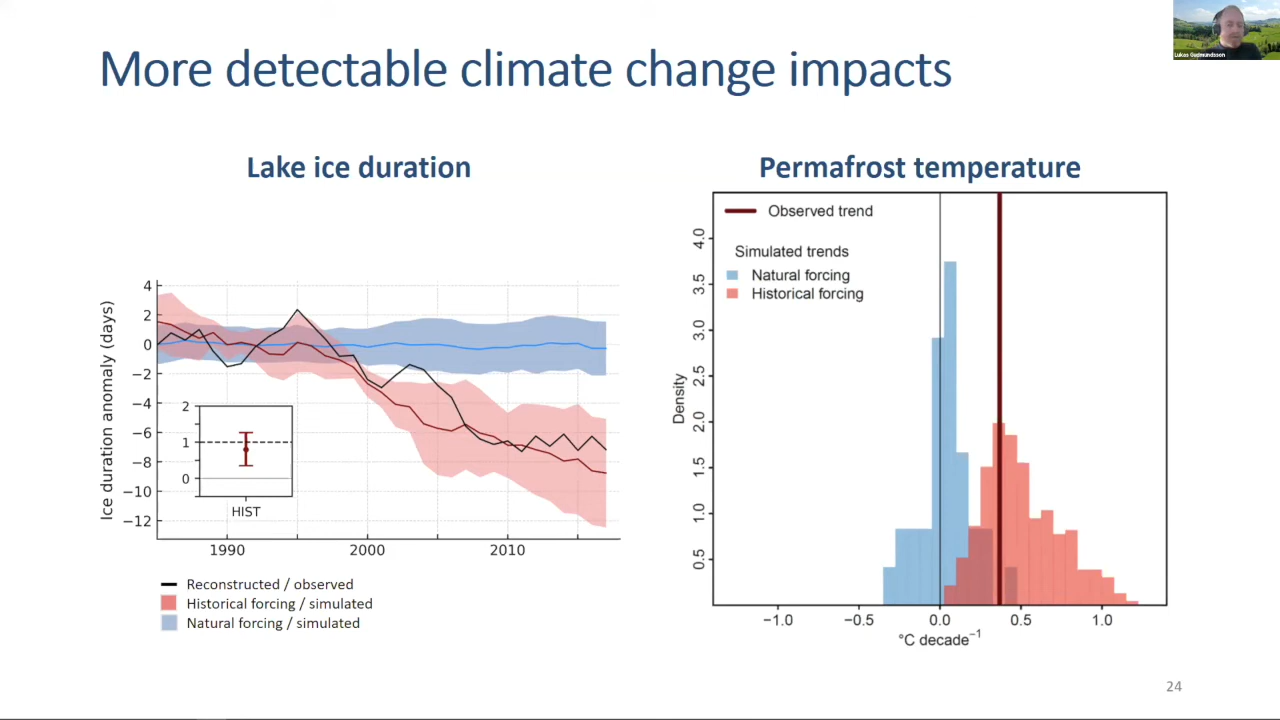 Lukas Gudmundsson
More detectable climate change impacts
Lake ice duration
Ice duration anomaly (days)
4
2
0
−2
−4
−6
−8
−10
−12
2
1
0
HIST
1990
2000
2010
Reconstructed / observed
Historical forcing / simulated
Natural forcing / simulated
Permafrost temperature
Observed trend
Simulated trends
Natural forcing
Historical forcing
Density
4.0
3.5
3.0
2.5
2.0
1.5
1.0
0.5
−1.0
−0.5
0.0
0.5
1.0
°C decade⁻¹
24